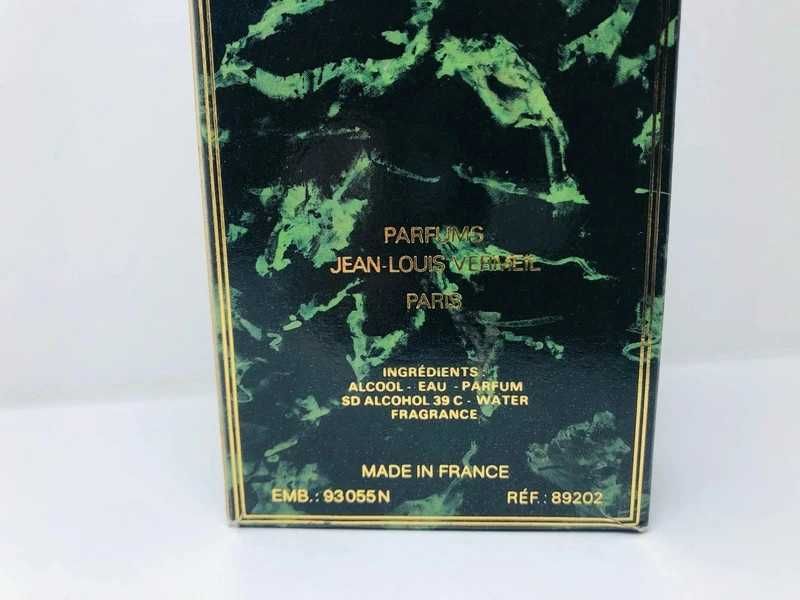 PARFUMS
JEAN-LOUIS VERMEIL
PARIS
INGRÉDIENTS :
ALCOOL - EAU - PARFUM
SD ALCOHOL 39 C - WATER
FRAGRANCE
MADE IN FRANCE
EMB.: 93055N RÉF.: 89202